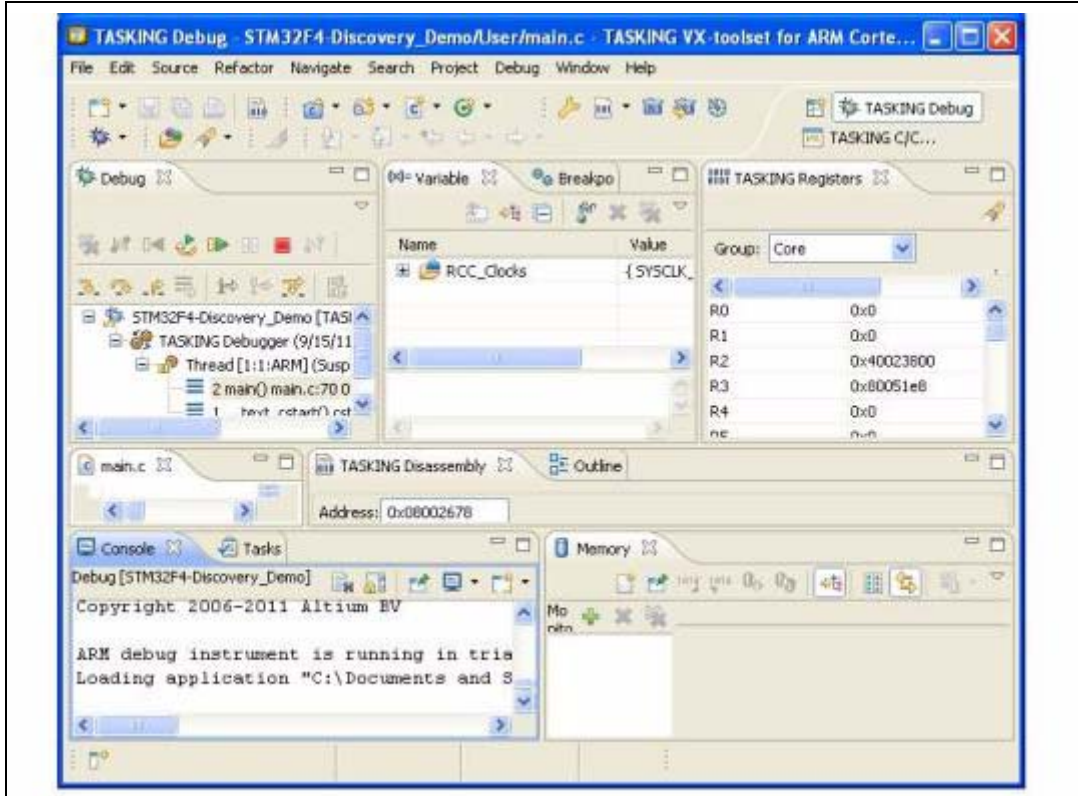 TASKING Debug - STM32F4-Discovery_Demo/User/main.c - TASKING VX-toolset for ARM Corte...
File Edit Source Refactor Navigate Search Project Debug Window Help
TASKING Debug
TASKING C/C...
Debug
Variable
Breakpo
TASKING Registers
Name Value
RCC_Clocks {SYSCLK_
Group: Core
R0 0x0
R1 0x0
R2 0x40023800
R3 0x80051e8
R4 0x0
STM32F4-Discovery_Demo [TASI
TASKING Debugger (9/15/11
Thread [1:1:ARM] (Susp
2 main() main.c:70 0
main.c
TASKING Disassembly
Outline
Address: 0x08002678
Console
Tasks
Debug [STM32F4-Discovery_Demo]
Copyright 2006-2011 Altium BV
ARM debug instrument is running in tria
Loading application "C:\Documents and S
Memory
Mo